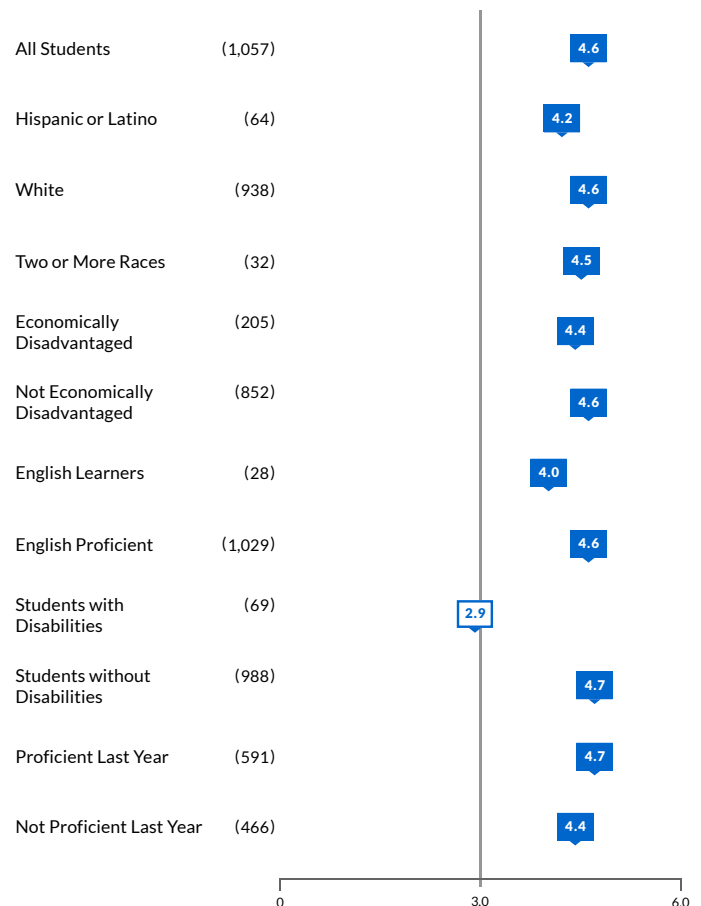 All Students (1,057) 4.6
Hispanic or Latino (64) 4.2
White (938) 4.6
Two or More Races (32) 4.5
Economically (205) 4.4
Disadvantaged
Not Economically (852) 4.6
Disadvantaged
English Learners (28) 4.0
English Proficient (1,029) 4.6
Students with (69) 2.9
Disabilities
Students without (988) 4.7
Disabilities
Proficient Last Year (591) 4.7
Not Proficient Last Year (466) 4.4
0 3.0 6.0